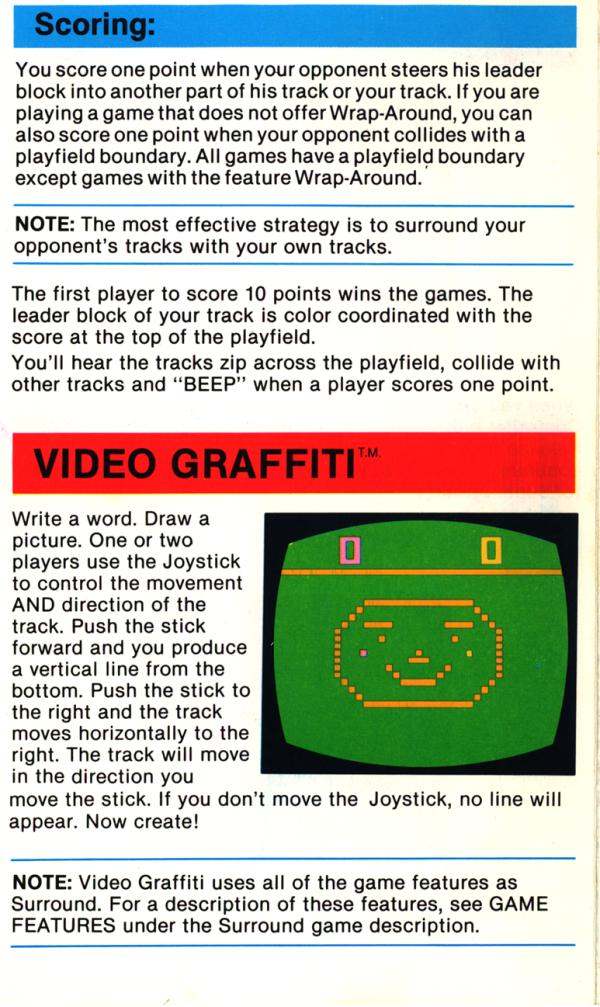 Scoring:
You score one point when your opponent steers his leader
block into another part of his track or your track. If you are
playing a game that does not offer Wrap-Around, you can
also score one point when your opponent collides with a
playfield boundary. All games have a playfield boundary
except games with the feature Wrap-Around.
NOTE: The most effective strategy is to surround your
opponent's tracks with your own tracks.
The first player to score 10 points wins the games. The
leader block of your track is color coordinated with the
score at the top of the playfield.
You'll hear the tracks zip across the playfield, collide with
other tracks and "BEEP" when a player scores one point.
VIDEO GRAFFITI T.M.
Write a word. Draw a
picture. One or two
players use the Joystick
to control the movement
AND direction of the
track. Push the stick
forward and you produce
a vertical line from the
bottom. Push the stick to
the right and the track
moves horizontally to the
right. The track will move
in the direction you
move the stick. If you don't move the Joystick, no line will
appear. Now create!
0 0
NOTE: Video Graffiti uses all of the game features as
Surround. For a description of these features, see GAME
FEATURES under the Surround game description.